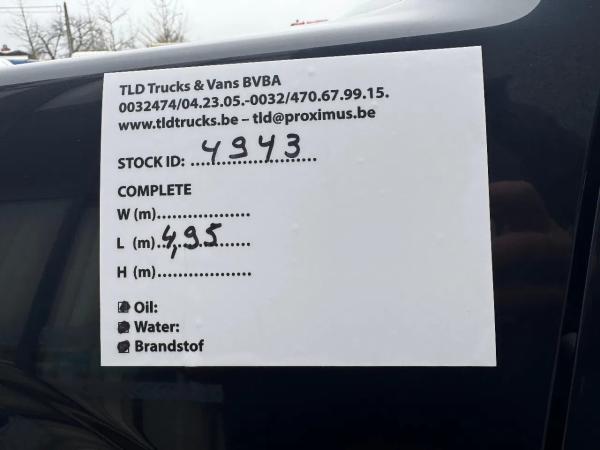 TLD Trucks & Vans BVBA
0032474/04.23.05.-0032/470.67.99.15.
www.tldtrucks.be – tld@proximus.be
STOCK ID: 4943
COMPLETE
W (m)..................
L (m).4,95......
H (m)..................
Oil:
Water:
Brandstof